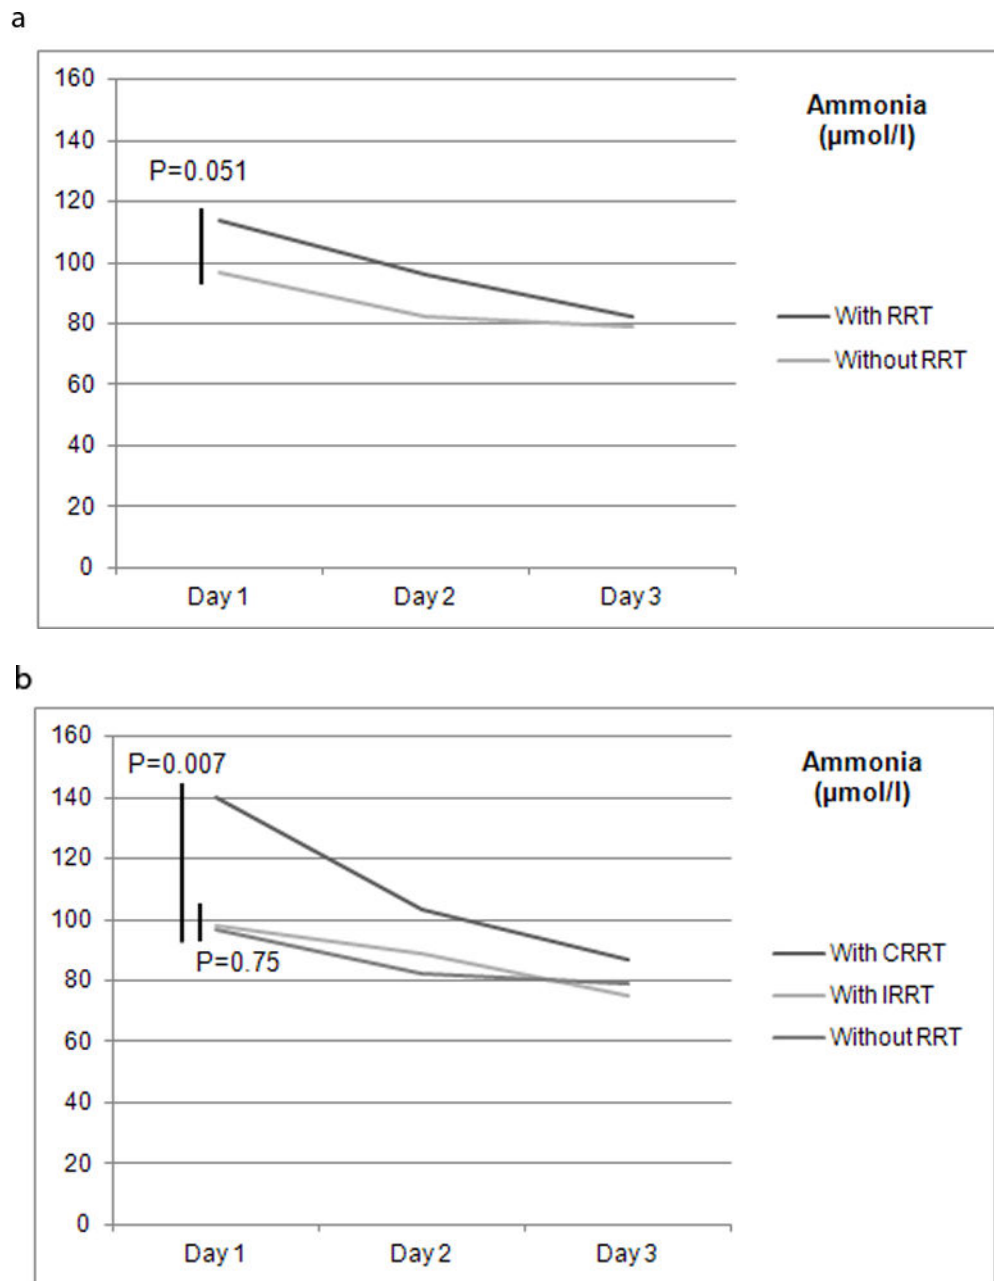 a
160
140
120
100
80
60
40
20
0
P=0.051
Ammonia
(µmol/l)
With RRT
Without RRT
Day 1 Day 2 Day 3
b
160
140
120
100
80
60
40
20
0
P=0.007
P=0.75
Ammonia
(µmol/l)
With CRRT
With IRRT
Without RRT
Day 1 Day 2 Day 3